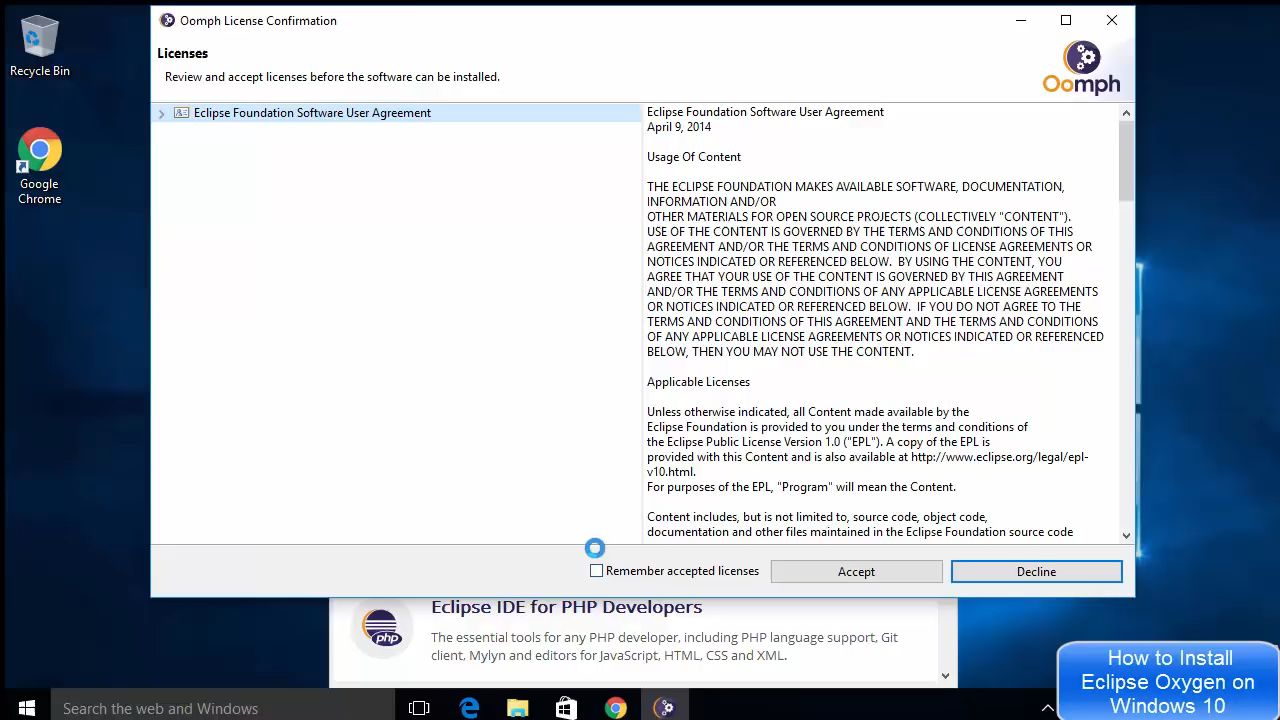 Recycle Bin
Google
Chrome
Oomph License Confirmation
Licenses
Review and accept licenses before the software can be installed.
Oomph
Eclipse Foundation Software User Agreement
Eclipse Foundation Software User Agreement
April 9, 2014
Usage Of Content
THE ECLIPSE FOUNDATION MAKES AVAILABLE SOFTWARE, DOCUMENTATION,
INFORMATION AND/OR
OTHER MATERIALS FOR OPEN SOURCE PROJECTS (COLLECTIVELY "CONTENT").
USE OF THE CONTENT IS GOVERNED BY THE TERMS AND CONDITIONS OF THIS
AGREEMENT AND/OR THE TERMS AND CONDITIONS OF LICENSE AGREEMENTS OR
NOTICES INDICATED OR REFERENCED BELOW.  BY USING THE CONTENT, YOU
AGREE THAT YOUR USE OF THE CONTENT IS GOVERNED BY THIS AGREEMENT
AND/OR THE TERMS AND CONDITIONS OF ANY APPLICABLE LICENSE AGREEMENTS
OR NOTICES INDICATED OR REFERENCED BELOW.  IF YOU DO NOT AGREE TO THE
TERMS AND CONDITIONS OF THIS AGREEMENT AND THE TERMS AND CONDITIONS
OF ANY APPLICABLE LICENSE AGREEMENTS OR NOTICES INDICATED OR REFERENCED
BELOW, THEN YOU MAY NOT USE THE CONTENT.
Applicable Licenses
Unless otherwise indicated, all Content made available by the
Eclipse Foundation is provided to you under the terms and conditions of
the Eclipse Public License Version 1.0 ("EPL"). A copy of the EPL is
provided with this Content and is also available at http://www.eclipse.org/legal/epl-
v10.html.
For purposes of the EPL, "Program" will mean the Content.
Content includes, but is not limited to, source code, object code,
documentation and other files maintained in the Eclipse Foundation source code
Remember accepted licenses
Accept
Decline
php
Eclipse IDE for PHP Developers
The essential tools for any PHP developer, including PHP language support, Git
client, Mylyn and editors for JavaScript, HTML, CSS and XML.
How to Install
Eclipse Oxygen on
Windows 10
Search the web and Windows